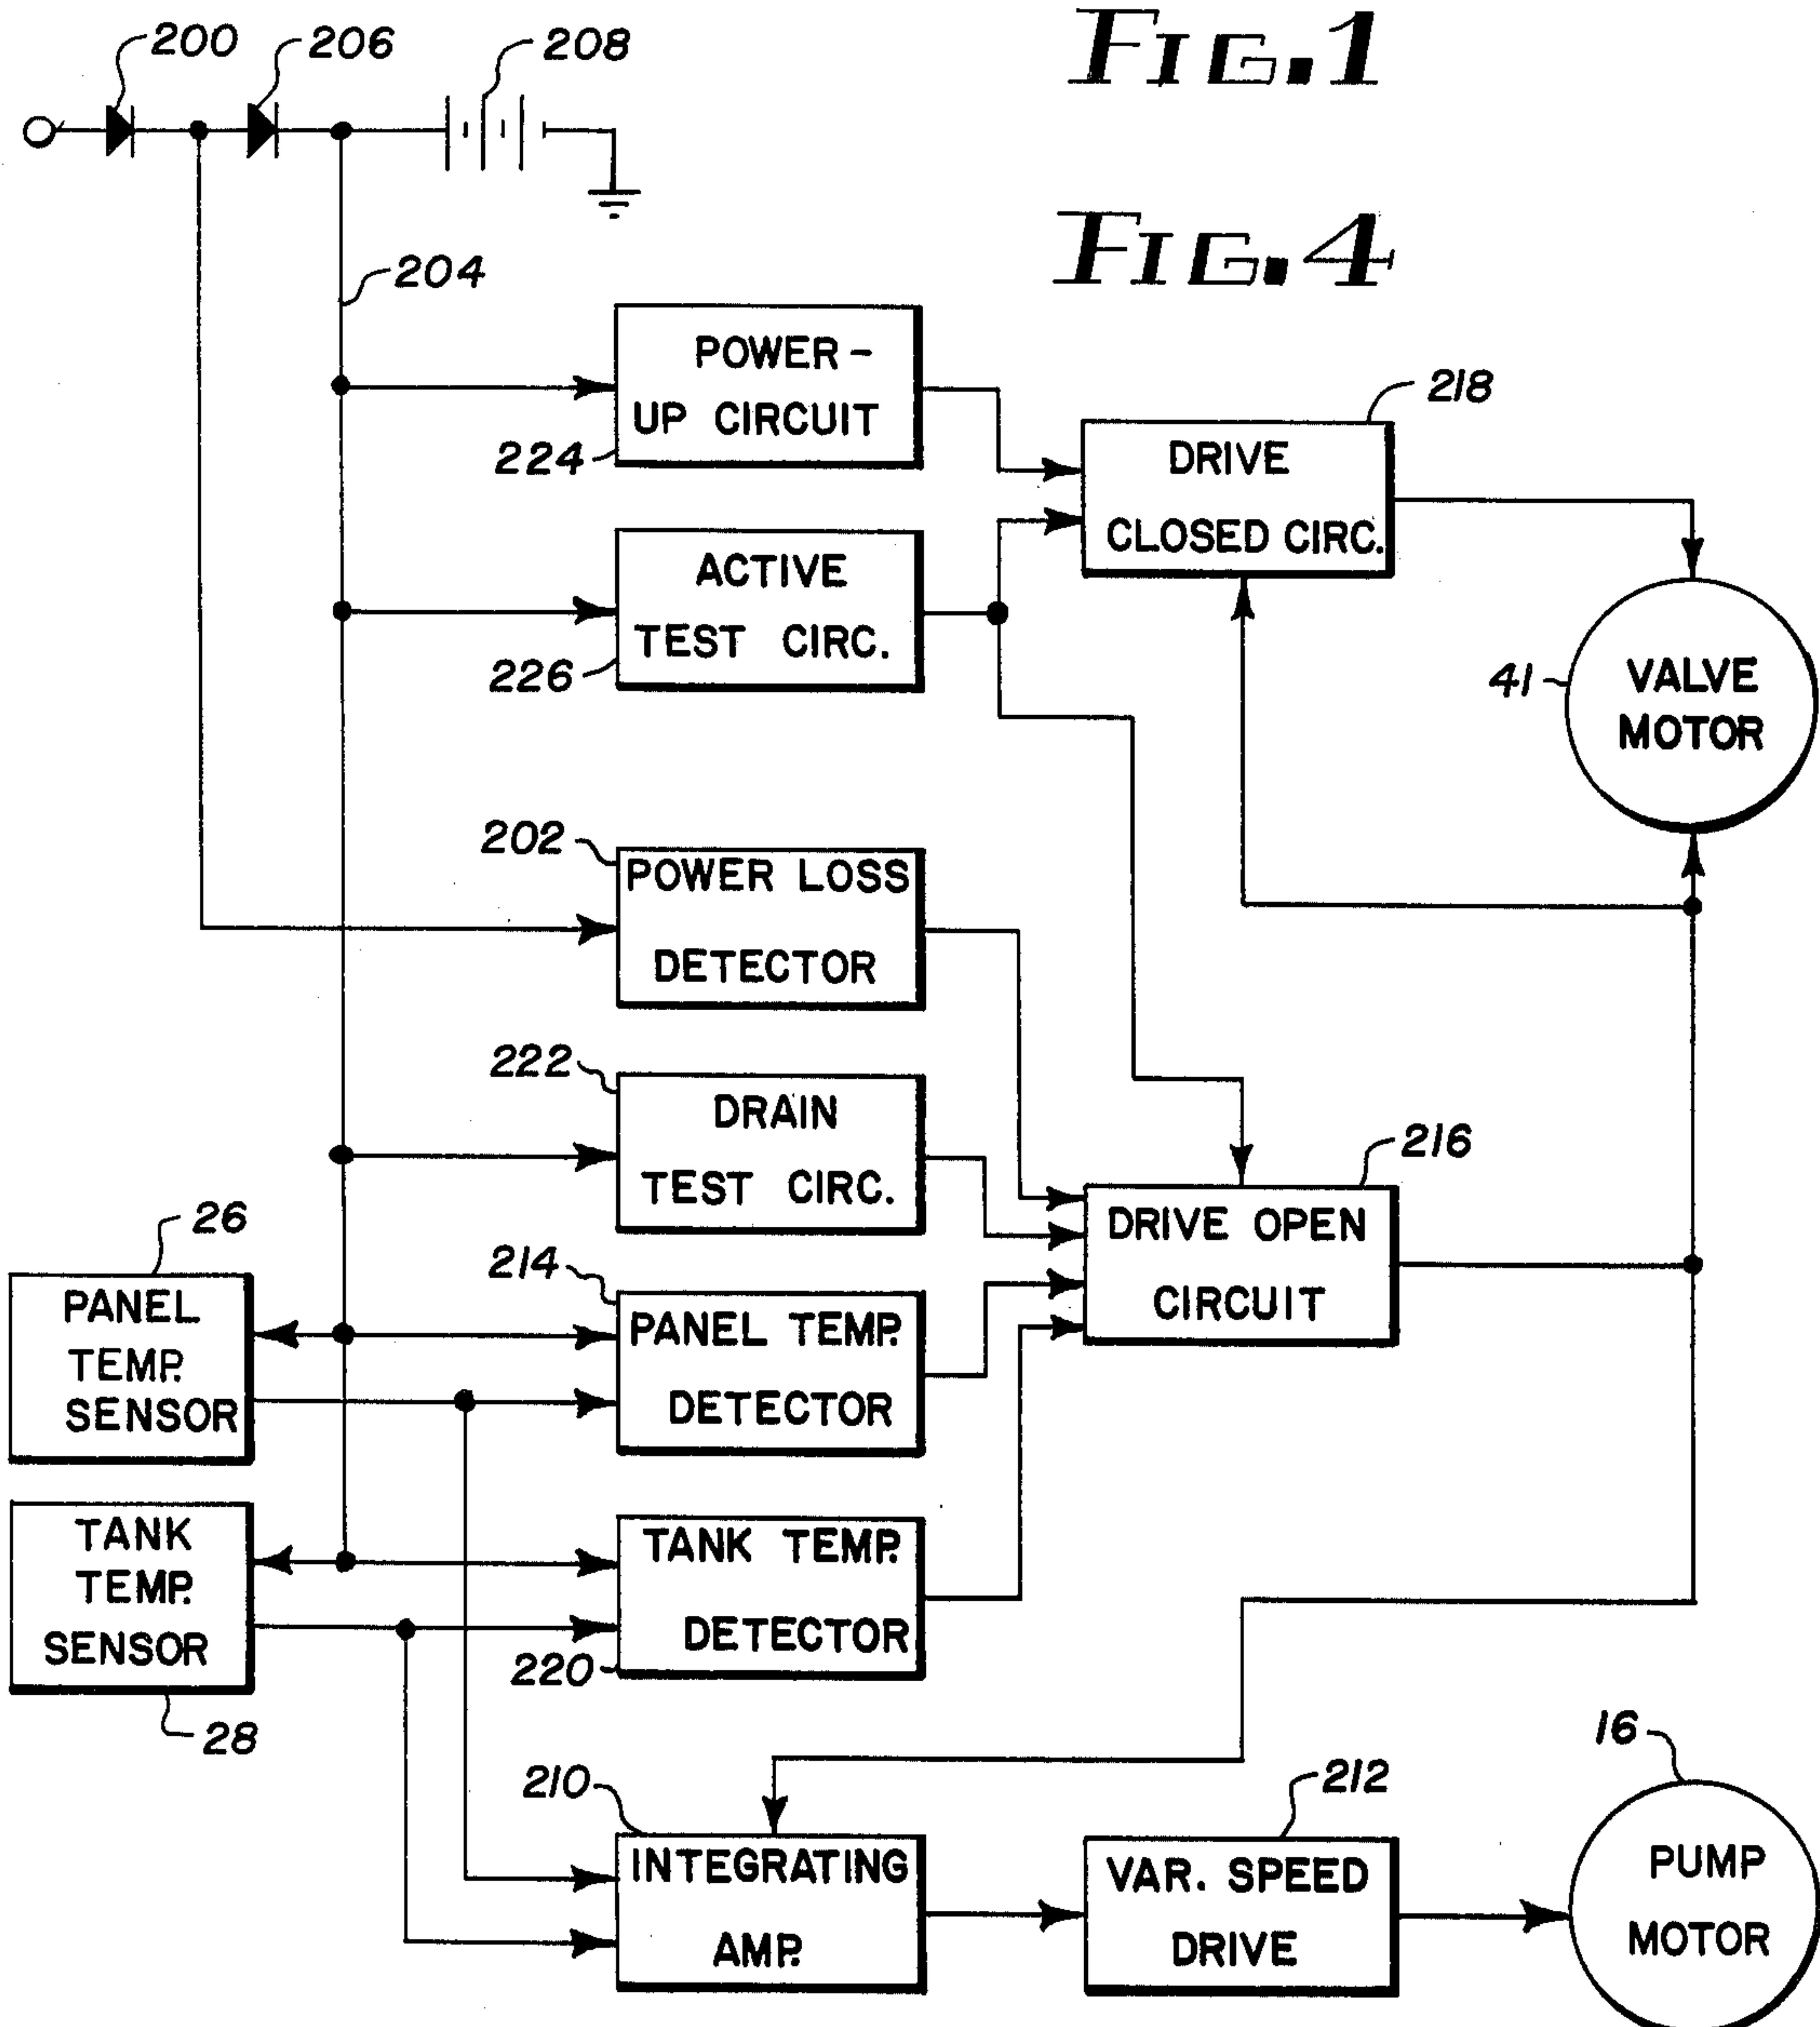 FIG. 1
200
206
208
FIG. 4
204
POWER-
UP CIRCUIT
224
218
DRIVE
CLOSED CIRC.
ACTIVE
TEST CIRC.
226
41
VALVE
MOTOR
202
POWER LOSS
DETECTOR
222
DRAIN
TEST CIRC.
216
DRIVE OPEN
CIRCUIT
26
PANEL
TEMP.
SENSOR
214
PANEL TEMP.
DETECTOR
TANK
TEMP.
SENSOR
28
TANK TEMP.
DETECTOR
220
210
INTEGRATING
AMP.
212
VAR. SPEED
DRIVE
16
PUMP
MOTOR